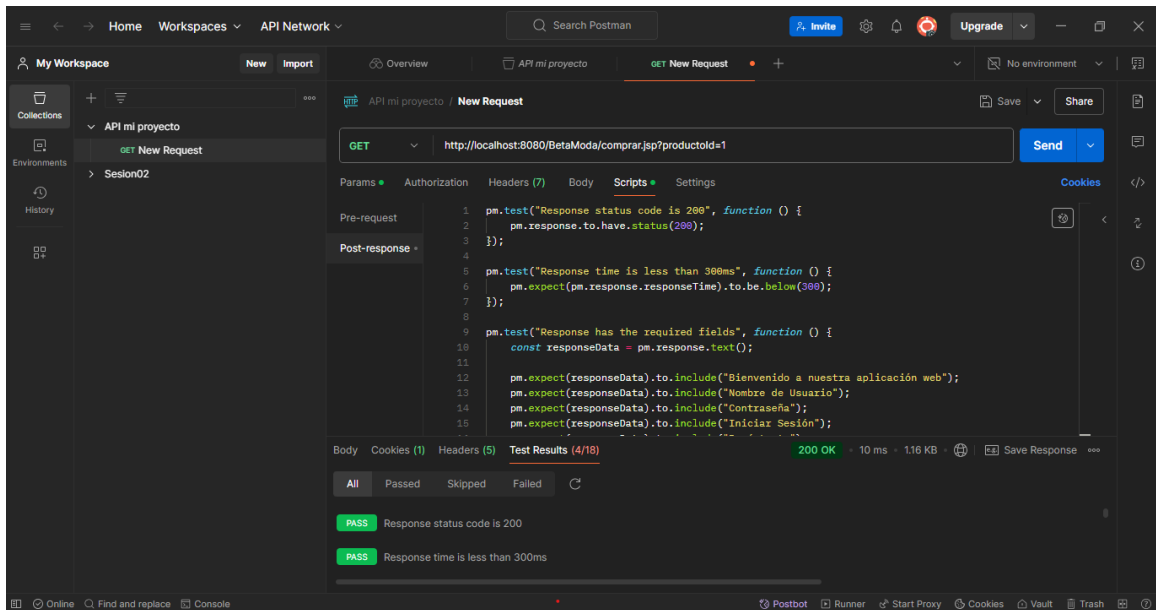 Home Workspaces API Network Search Postman Invite Upgrade
My Workspace New Import Overview API mi proyecto GET New Request No environment
Collections
Environments
History
API mi proyecto
GET New Request
Sesion02
HTTP API mi proyecto / New Request Save Share
GET http://localhost:8080/BetaModa/comprar.jsp?productoId=1 Send
Params Authorization Headers (7) Body Scripts Settings Cookies
Pre-request
Post-response
1 pm.test("Response status code is 200", function () {
2 pm.response.to.have.status(200);
3 });
4
5 pm.test("Response time is less than 300ms", function () {
6 pm.expect(pm.response.responseTime).to.be.below(300);
7 });
8
9 pm.test("Response has the required fields", function () {
10 const responseData = pm.response.text();
11
12 pm.expect(responseData).to.include("Bienvenido a nuestra aplicación web");
13 pm.expect(responseData).to.include("Nombre de Usuario");
14 pm.expect(responseData).to.include("Contraseña");
15 pm.expect(responseData).to.include("Iniciar Sesión");
Body Cookies (1) Headers (5) Test Results (4/18) 200 OK 10 ms 1.16 KB e.g. Save Response
All Passed Skipped Failed
PASS Response status code is 200
PASS Response time is less than 300ms
Online Find and replace Console Postbot Runner Start Proxy Cookies Vault Trash